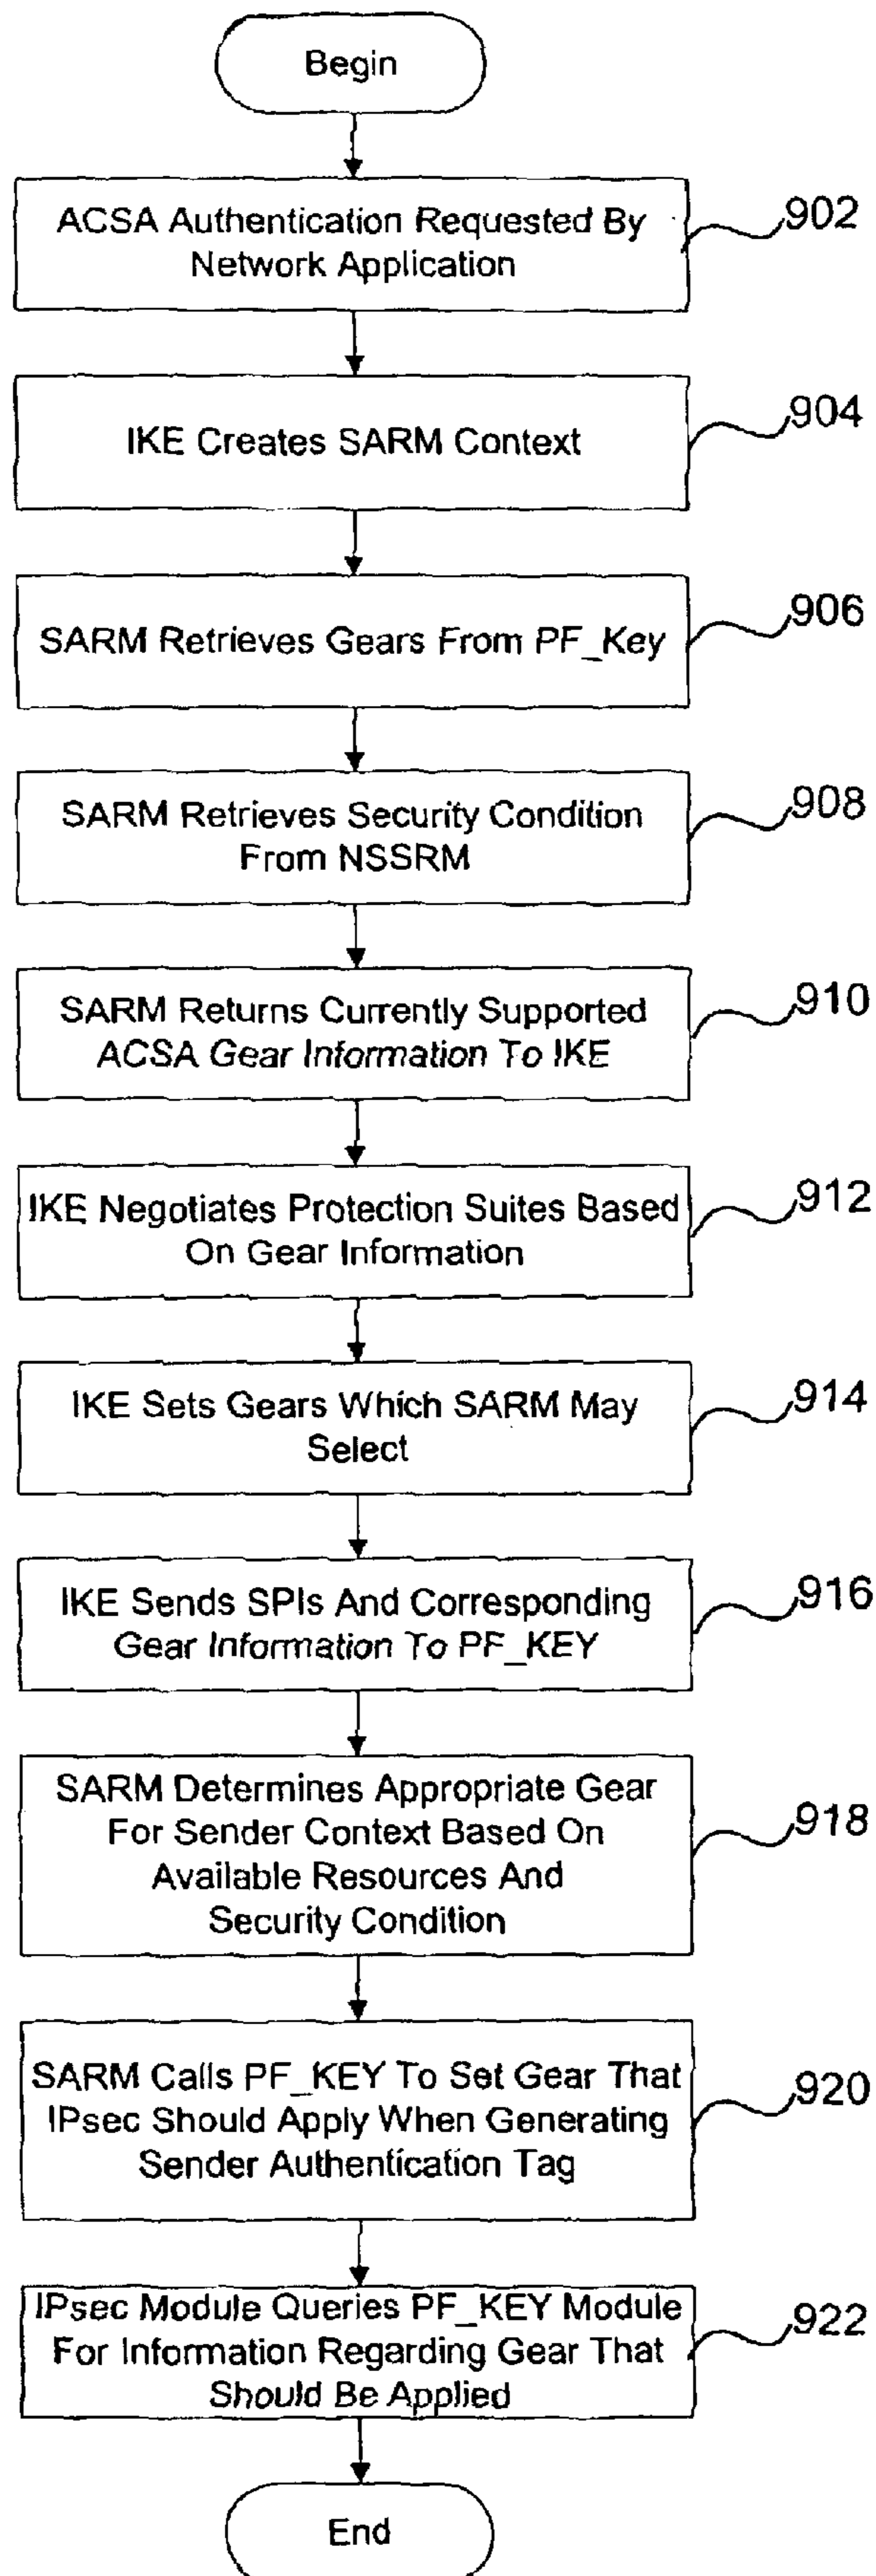 Begin
ACSA Authentication Requested By
Network Application
902
IKE Creates SARM Context
904
SARM Retrieves Gears From PF_Key
906
SARM Retrieves Security Condition
From NSSRM
908
SARM Returns Currently Supported
ACSA Gear Information To IKE
910
IKE Negotiates Protection Suites Based
On Gear Information
912
IKE Sets Gears Which SARM May
Select
914
IKE Sends SPIs And Corresponding
Gear Information To PF_KEY
916
SARM Determines Appropriate Gear
For Sender Context Based On
Available Resources And
Security Condition
918
SARM Calls PF_KEY To Set Gear That
IPsec Should Apply When Generating
Sender Authentication Tag
920
IPsec Module Queries PF_KEY Module
For Information Regarding Gear That
Should Be Applied
922
End